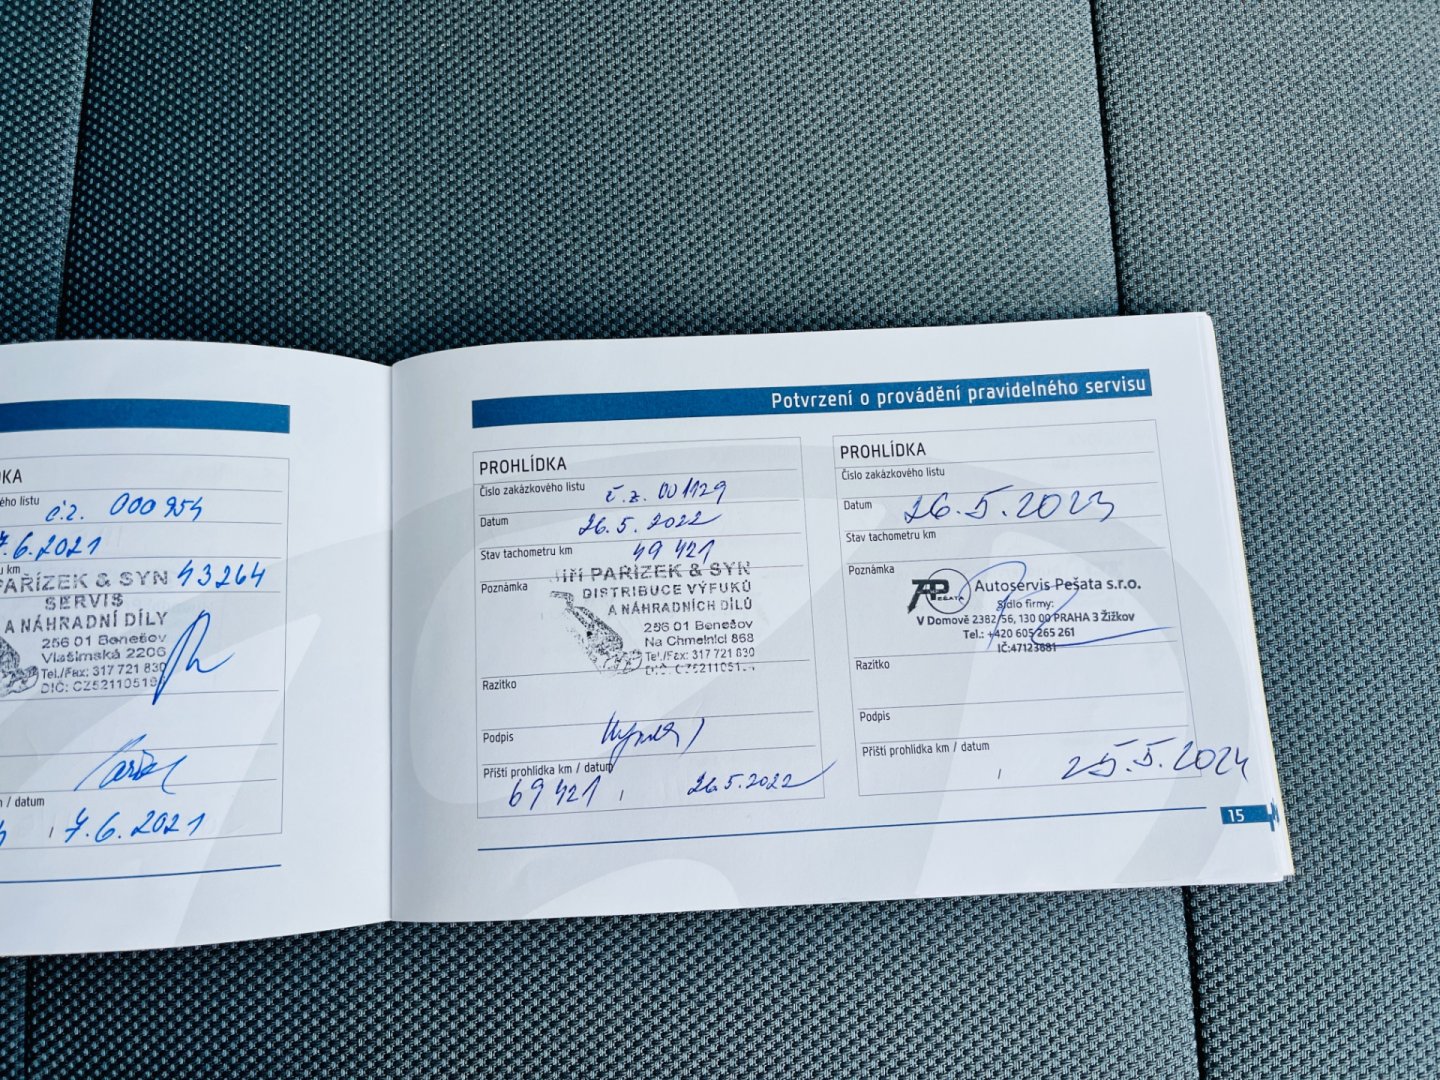 KA
ého listu č.z. 000954
7.6.2021
u km 43264
PAŘÍZEK & SYN
SERVIS
A NÁHRADNÍ DÍLY
256 01 Benešov
Vlašimská 2206
Tel./Fax: 317 721 830
DIČ: CZ52110519
n / datum
/ 7.6.2021
Potvrzení o provádění pravidelného servisu
PROHLÍDKA
Číslo zakázkového listu č.z. 001129
Datum 26.5.2022
Stav tachometru km 49 421
Poznámka
JIŘÍ PAŘÍZEK & SYN
DISTRIBUCE VÝFUKŮ
A NÁHRADNÍCH DÍLŮ
256 01 Benešov
Na Chmelnici 868
Tel/Fax: 317 721 830
Razítko
Podpis
Příští prohlídka km / datum
69 421 / 26.5.2022
PROHLÍDKA
Číslo zakázkového listu
Datum 26.5.2023
Stav tachometru km
Poznámka
AP PEŠATA Autoservis Pešata s.r.o.
Sídlo firmy:
V Domově 2382/56, 130 00 PRAHA 3 Žižkov
Tel.: +420 605 265 261
IČ:47123681
Razítko
Podpis
Příští prohlídka km / datum
/ 25.5.2024
15